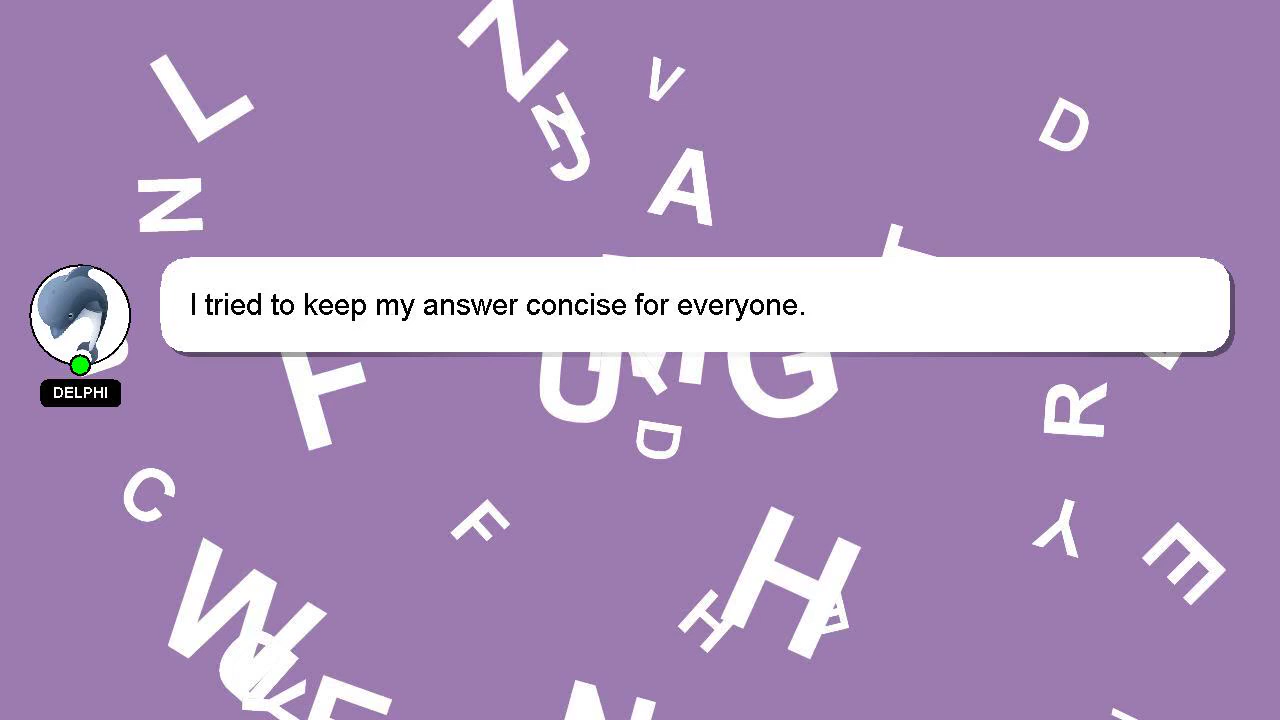 I tried to keep my answer concise for everyone.
DELPHI
L
N
V
D
N
J
A
N
F
U
G
D
R
C
F
Y
E
H
W
H
N